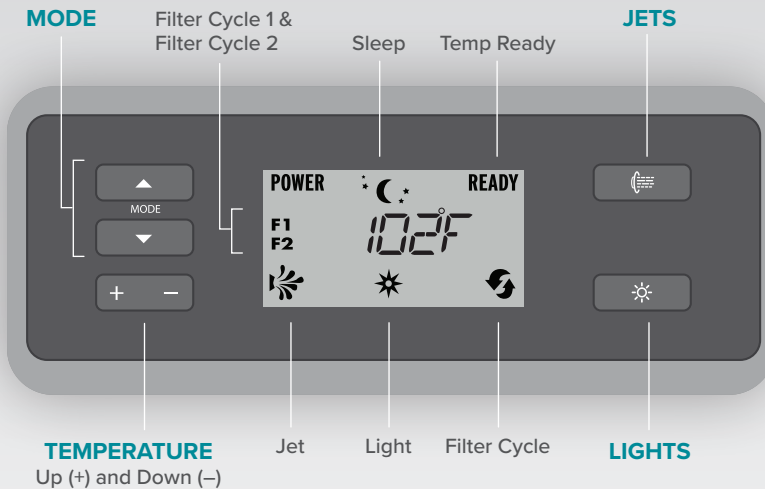 MODE
Filter Cycle 1 &
Filter Cycle 2
Sleep
Temp Ready
JETS
POWER
READY
MODE
F1
F2
102°F
+ −
TEMPERATURE
Up (+) and Down (–)
Jet
Light
Filter Cycle
LIGHTS